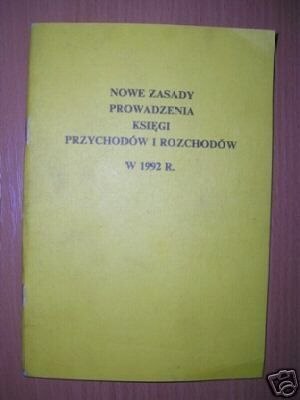 NOWE ZASADY
PROWADZENIA
KSIĘGI
PRZYCHODÓW I ROZCHODÓW
W 1992 R.